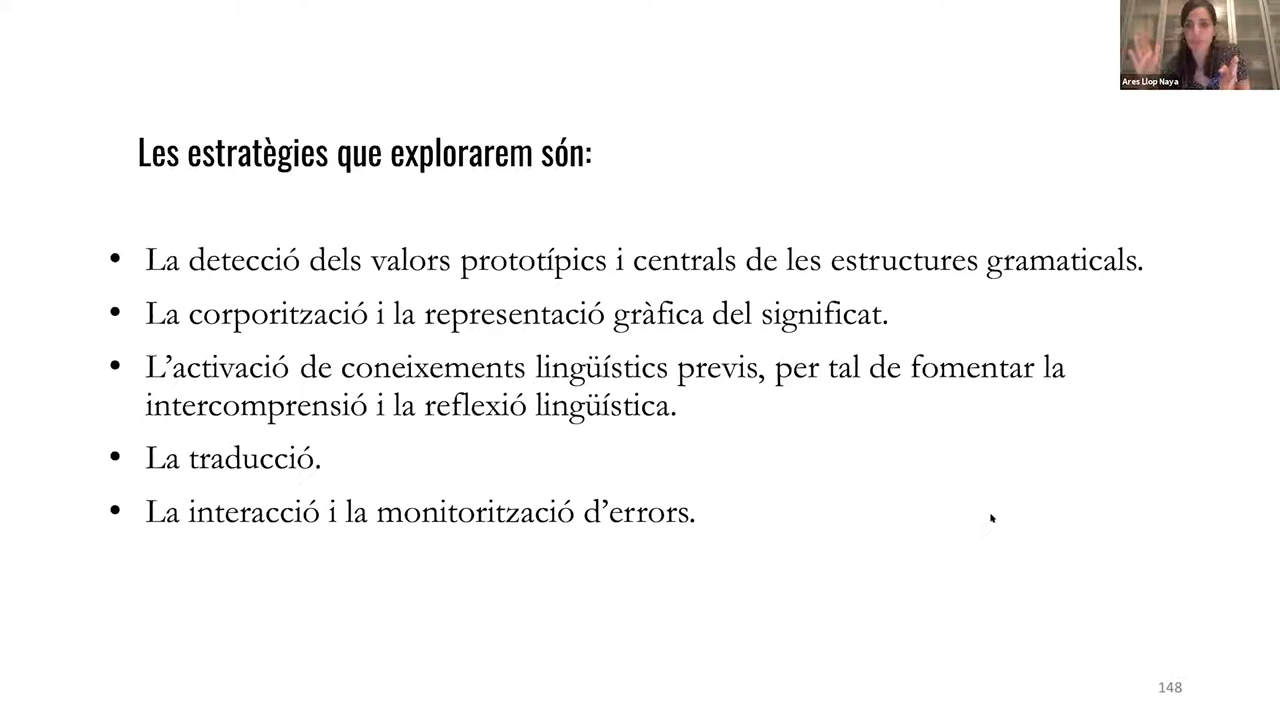 Ares Llop Naya
Les estratègies que explorarem són:
• La detecció dels valors prototípics i centrals de les estructures gramaticals.
• La corporització i la representació gràfica del significat.
• L’activació de coneixements lingüístics previs, per tal de fomentar la
intercomprensió i la reflexió lingüística.
• La traducció.
• La interacció i la monitorització d’errors.
148